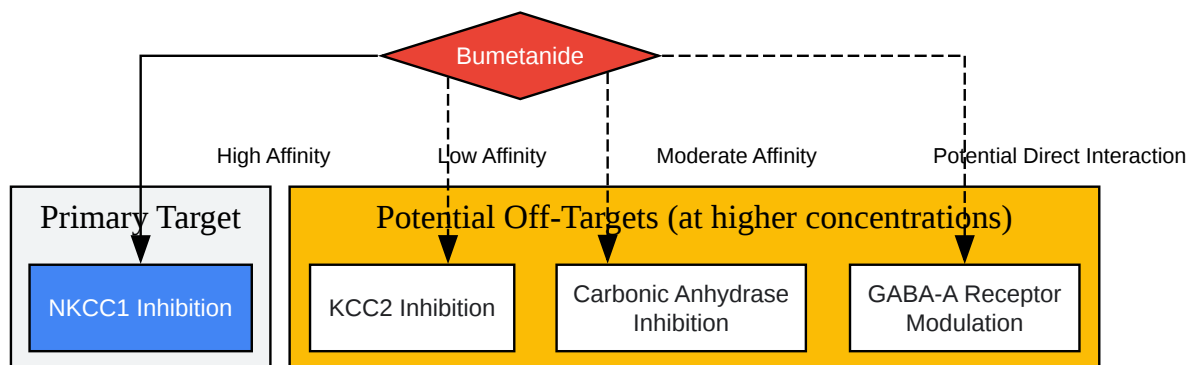 Bumetanide
High Affinity
Low Affinity
Moderate Affinity
Potential Direct Interaction
Primary Target
Potential Off-Targets (at higher concentrations)
NKCC1 Inhibition
KCC2 Inhibition
Carbonic Anhydrase
Inhibition
GABA-A Receptor
Modulation